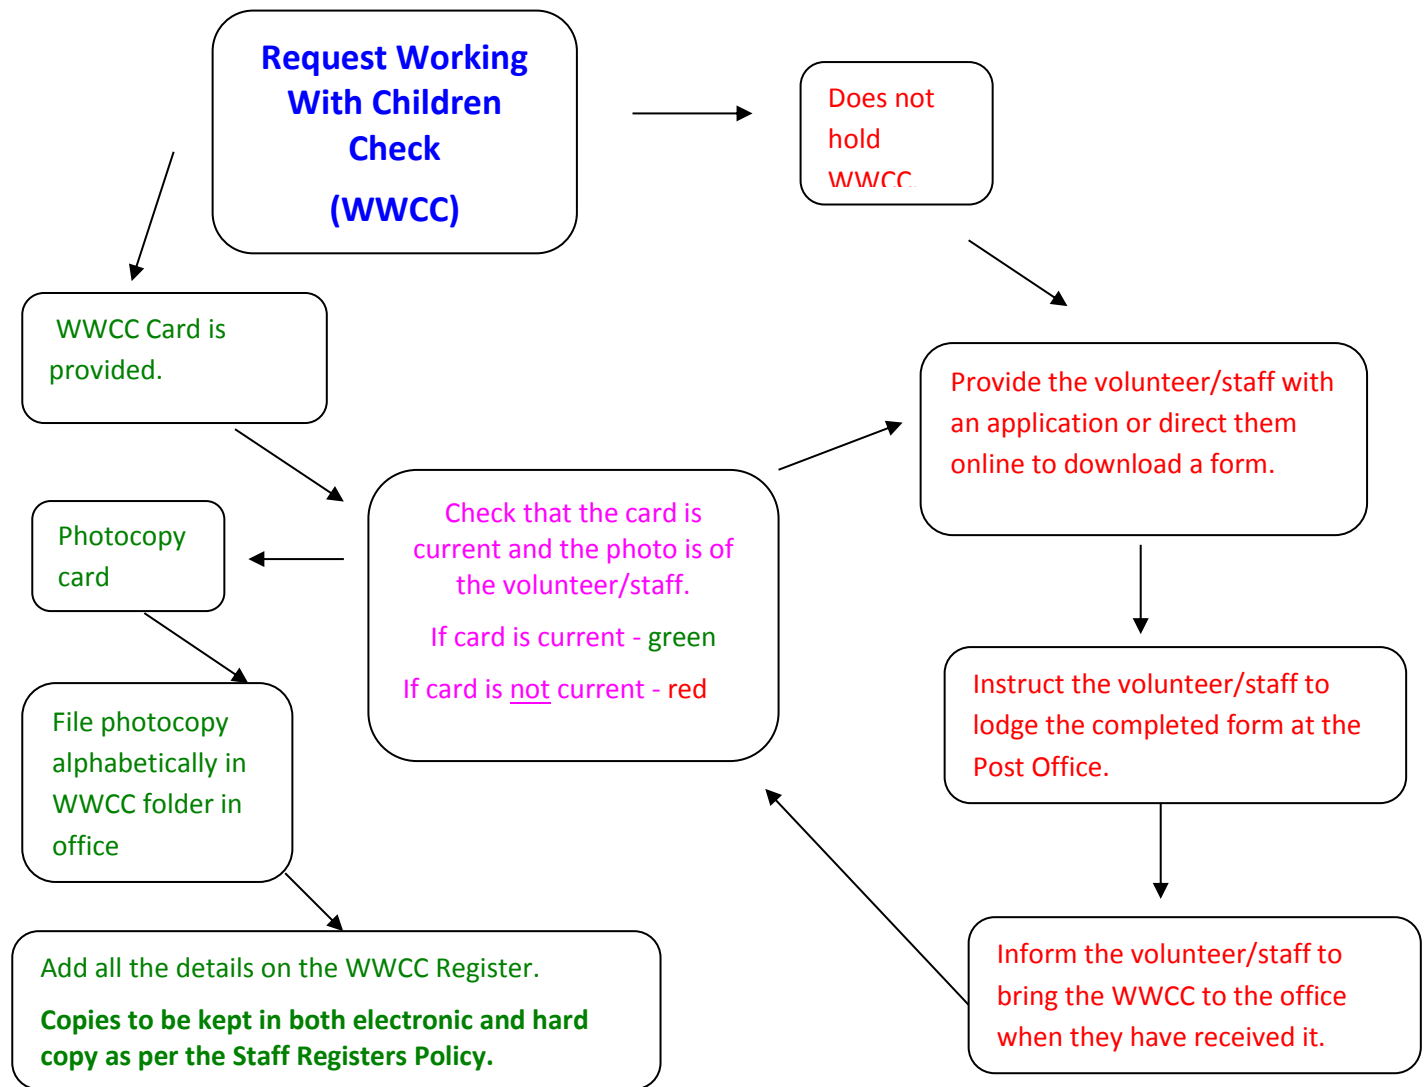 Request Working
With Children
Check
(WWCC)
Does not
hold
WWCC.
WWCC Card is
provided.
Provide the volunteer/staff with
an application or direct them
online to download a form.
Check that the card is
current and the photo is of
the volunteer/staff.
If card is current - green
If card is not current - red
Photocopy
card
File photocopy
alphabetically in
WWCC folder in
office
Instruct the volunteer/staff to
lodge the completed form at the
Post Office.
Add all the details on the WWCC Register.
Copies to be kept in both electronic and hard
copy as per the Staff Registers Policy.
Inform the volunteer/staff to
bring the WWCC to the office
when they have received it.